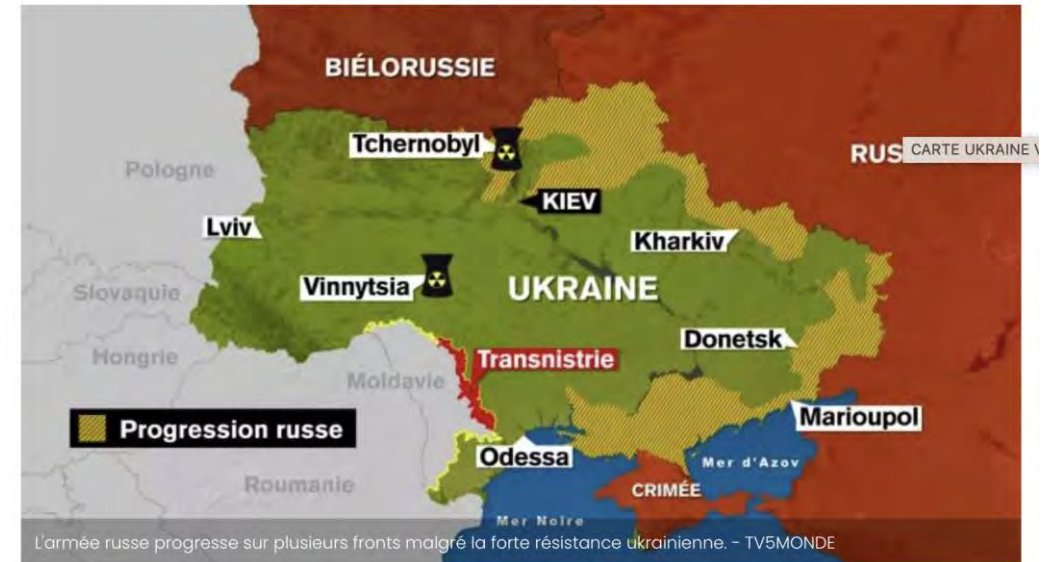 BIÉLORUSSIE
Tchernobyl
Pologne
RUS
CARTE UKRAINE V
KIEV
Lviv
Kharkiv
Vinnytsia
UKRAINE
Slovaquie
Donetsk
Hongrie
Transnistrie
Moldavie
Marioupol
Progression russe
Odessa
Mer d'Azov
Roumanie
CRIMÉE
Mer Noire
L'armée russe progresse sur plusieurs fronts malgré la forte résistance ukrainienne. - TV5MONDE